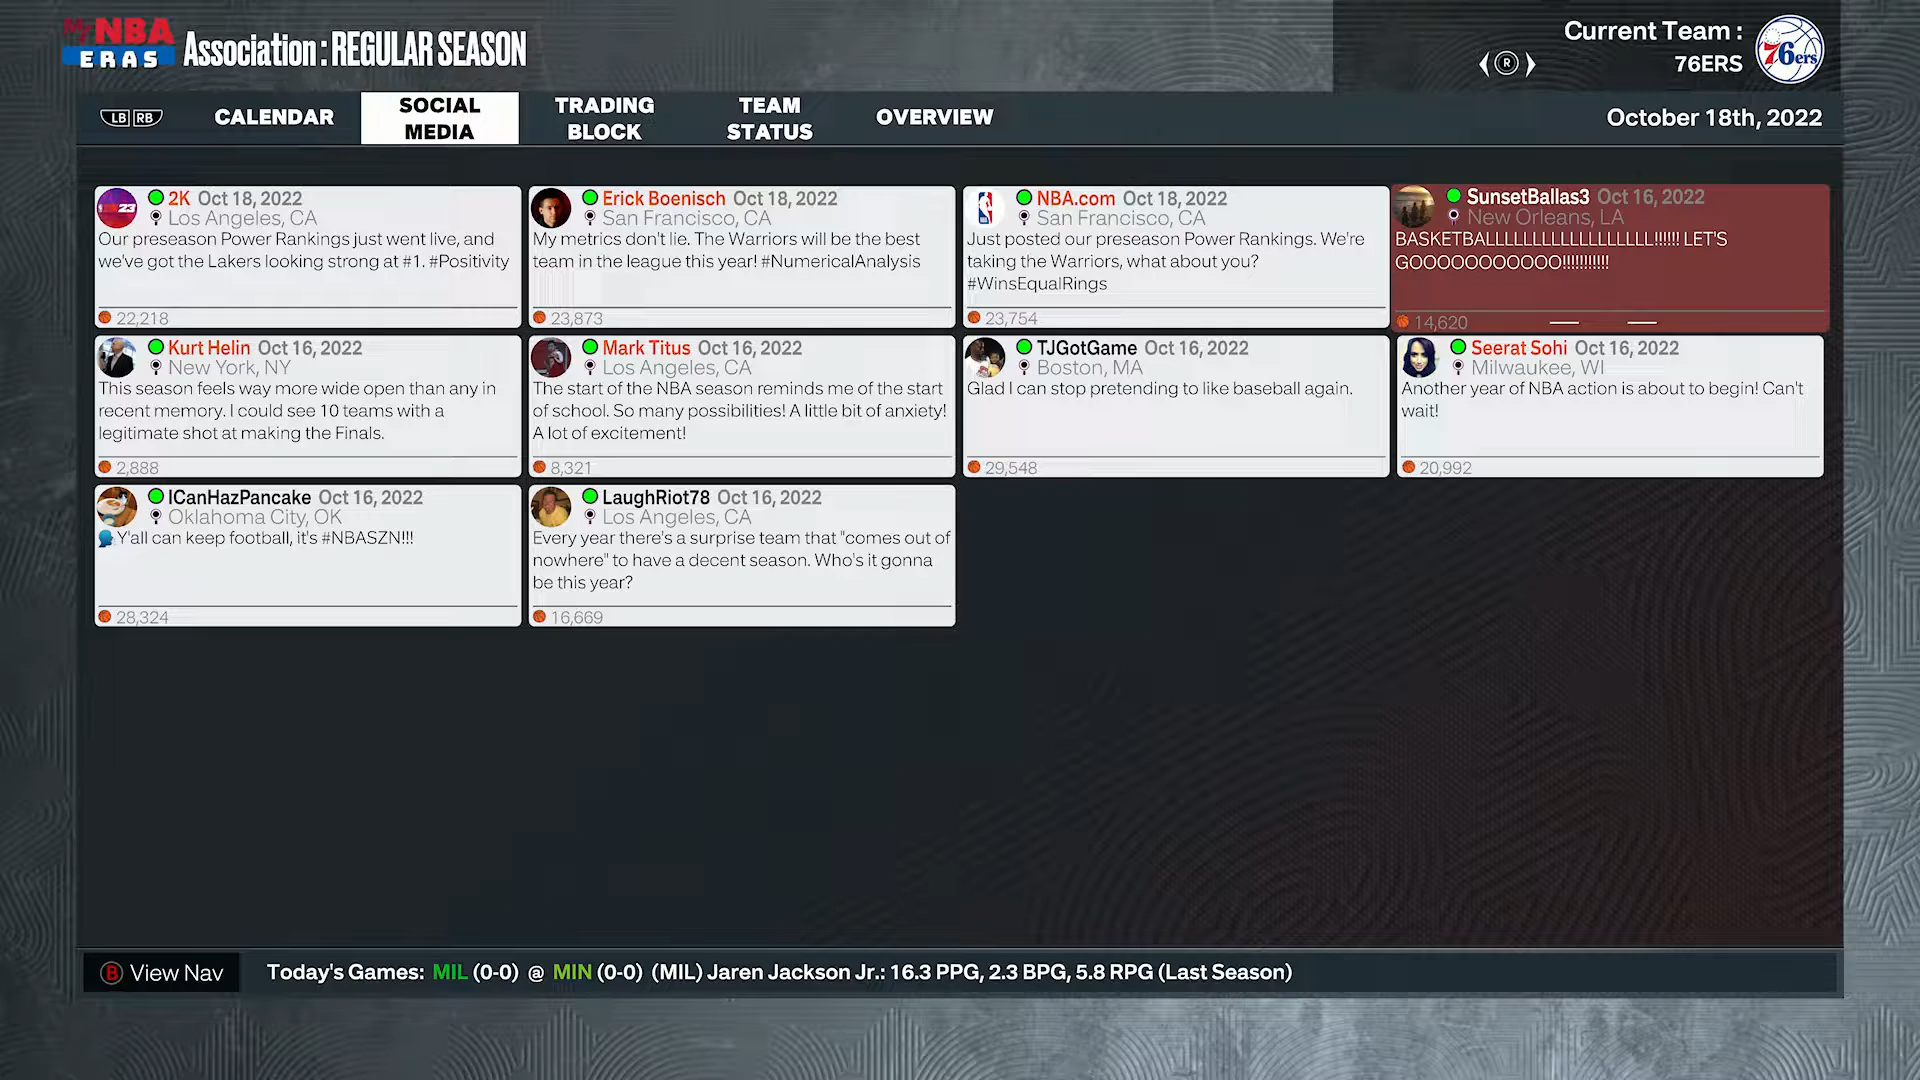 My NBA
ERAS
Association : REGULAR SEASON
Current Team :
76ERS
R
76ers
LB RB
CALENDAR
SOCIAL
MEDIA
TRADING
BLOCK
TEAM
STATUS
OVERVIEW
October 18th, 2022
23
2K Oct 18, 2022
Los Angeles, CA
Our preseason Power Rankings just went live, and
we've got the Lakers looking strong at #1. #Positivity
22,218
Erick Boenisch Oct 18, 2022
San Francisco, CA
My metrics don't lie. The Warriors will be the best
team in the league this year! #NumericalAnalysis
23,873
NBA.com Oct 18, 2022
San Francisco, CA
Just posted our preseason Power Rankings. We're
taking the Warriors, what about you?
#WinsEqualRings
23,754
SunsetBallas3 Oct 16, 2022
New Orleans, LA
BASKETBALLLLLLLLLLLLLLLLLL!!!!!! LET'S
GOOOOOOOOOOO!!!!!!!!!!!
14,620
Kurt Helin Oct 16, 2022
New York, NY
This season feels way more wide open than any in
recent memory. I could see 10 teams with a
legitimate shot at making the Finals.
2,888
Mark Titus Oct 16, 2022
Los Angeles, CA
The start of the NBA season reminds me of the start
of school. So many possibilities! A little bit of anxiety!
A lot of excitement!
8,321
TJGotGame Oct 16, 2022
Boston, MA
Glad I can stop pretending to like baseball again.
29,548
Seerat Sohi Oct 16, 2022
Milwaukee, WI
Another year of NBA action is about to begin! Can't
wait!
20,992
ICanHazPancake Oct 16, 2022
Oklahoma City, OK
Y'all can keep football, it's #NBASZN!!!
28,324
LaughRiot78 Oct 16, 2022
Los Angeles, CA
Every year there's a surprise team that "comes out of
nowhere" to have a decent season. Who's it gonna
be this year?
16,669
B View Nav
Today's Games: MIL (0-0) @ MIN (0-0) (MIL) Jaren Jackson Jr.: 16.3 PPG, 2.3 BPG, 5.8 RPG (Last Season)